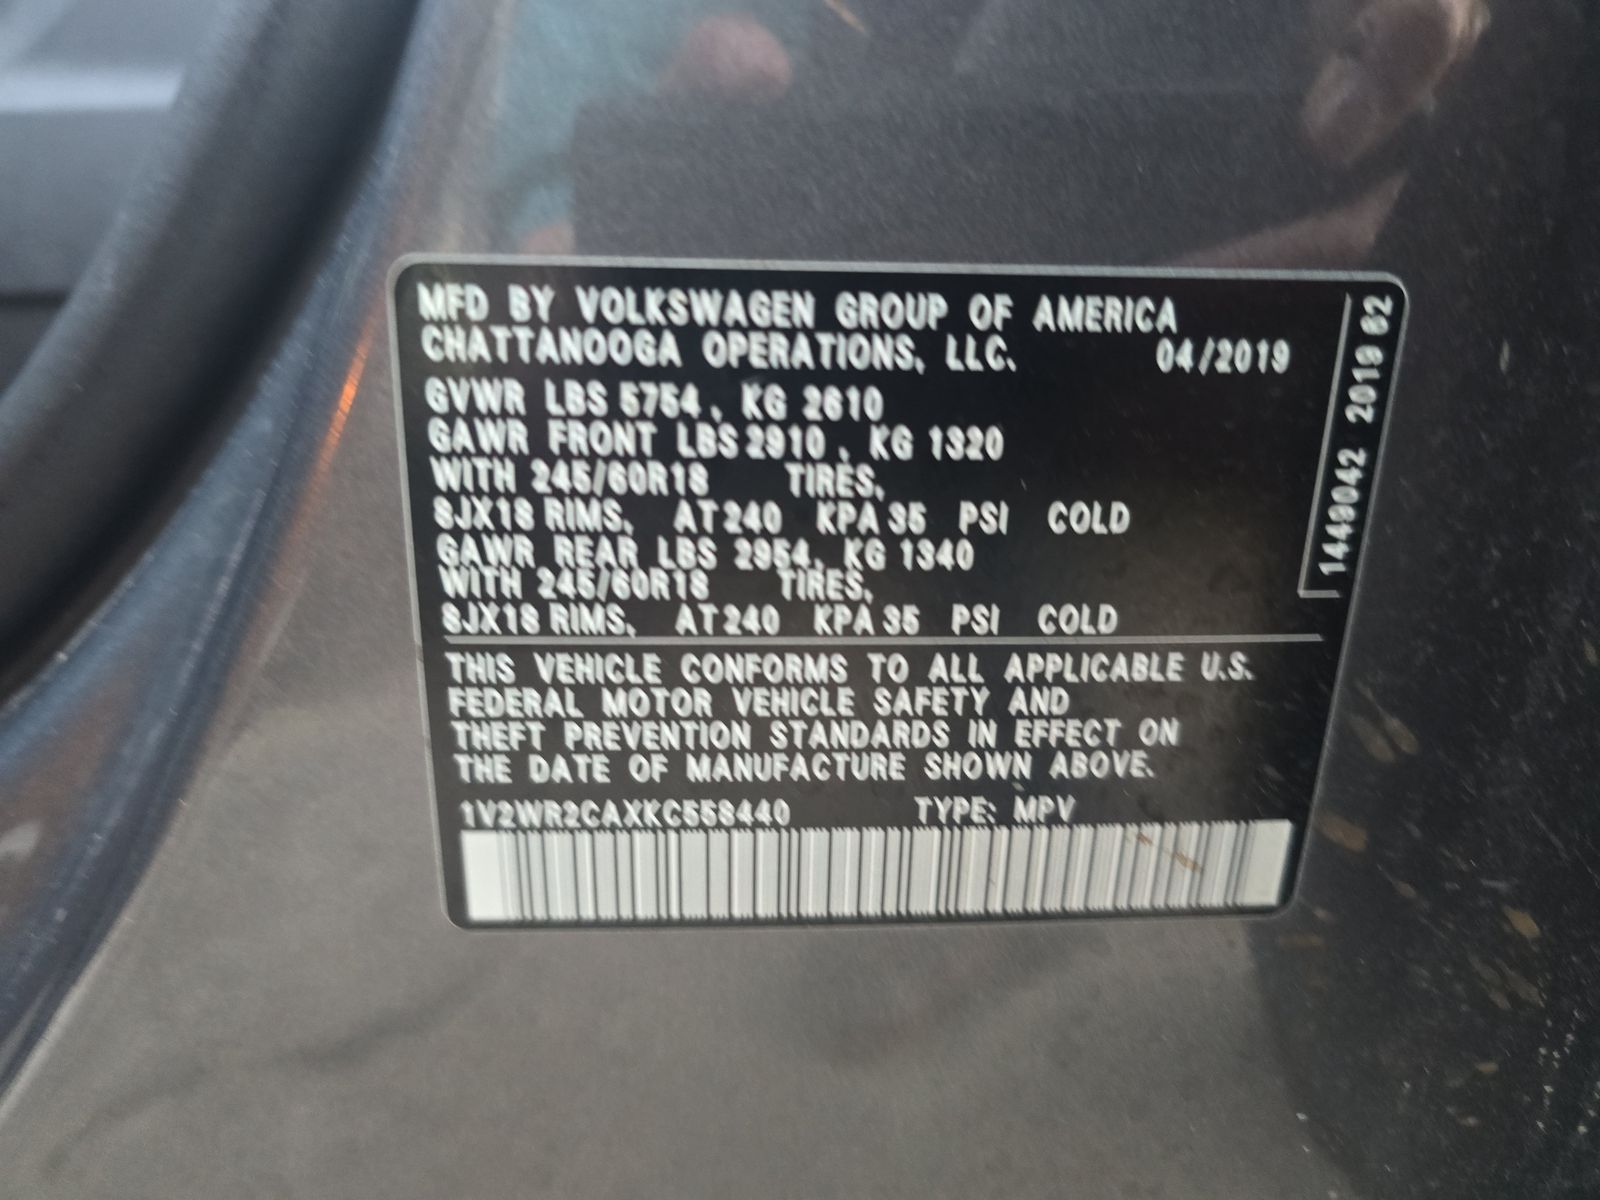 MFD BY VOLKSWAGEN GROUP OF AMERICA
CHATTANOOGA OPERATIONS, LLC. 04/2019
GVWR LBS 5754, KG 2610
GAWR FRONT LBS 2910, KG 1320
WITH 245/60R18 TIRES,
8JX18 RIMS, AT 240 KPA 35 PSI COLD
GAWR REAR LBS 2954, KG 1340
WITH 245/60R18 TIRES,
8JX18 RIMS, AT 240 KPA 35 PSI COLD
THIS VEHICLE CONFORMS TO ALL APPLICABLE U.S.
FEDERAL MOTOR VEHICLE SAFETY AND
THEFT PREVENTION STANDARDS IN EFFECT ON
THE DATE OF MANUFACTURE SHOWN ABOVE.
1V2WR2CAXKC558440 TYPE: MPV
1449042 2019 62